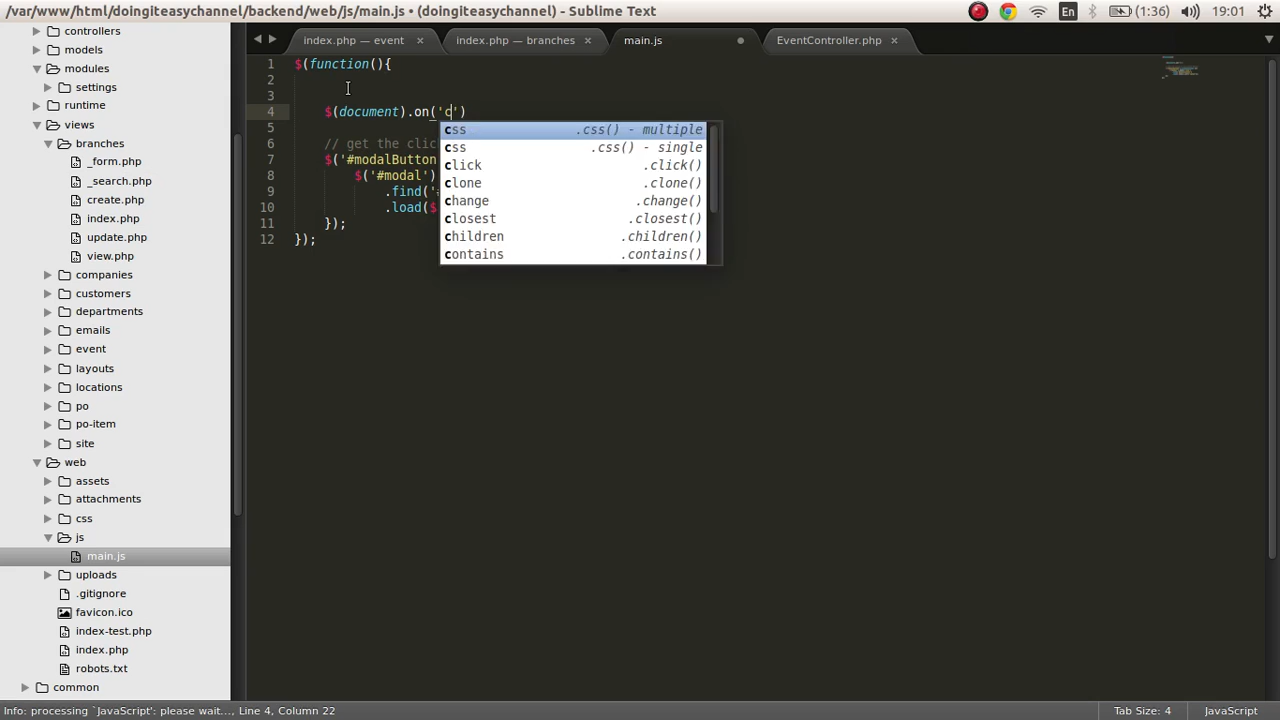 /var/www/html/doingiteasychannel/backend/web/js/main.js • (doingiteasychannel) - Sublime Text
En
(1:36)
19:01
controllers
models
modules
settings
runtime
views
branches
_form.php
_search.php
create.php
index.php
update.php
view.php
companies
customers
departments
emails
event
layouts
locations
po
po-item
site
web
assets
attachments
css
js
main.js
uploads
.gitignore
favicon.ico
index-test.php
index.php
robots.txt
common
index.php — event ×
index.php — branches ×
main.js
EventController.php ×
1 $(function(){
2
3
4 $(document).on('c')
5
6 // get the clic
7 $('#modalButton
8 $('#modal')
9 .find('#
10 .load($
11 });
12 });
css .css() - multiple
css .css() - single
click .click()
clone .clone()
change .change()
closest .closest()
children .children()
contains .contains()
Info: processing `JavaScript': please wait..., Line 4, Column 22
Tab Size: 4
JavaScript